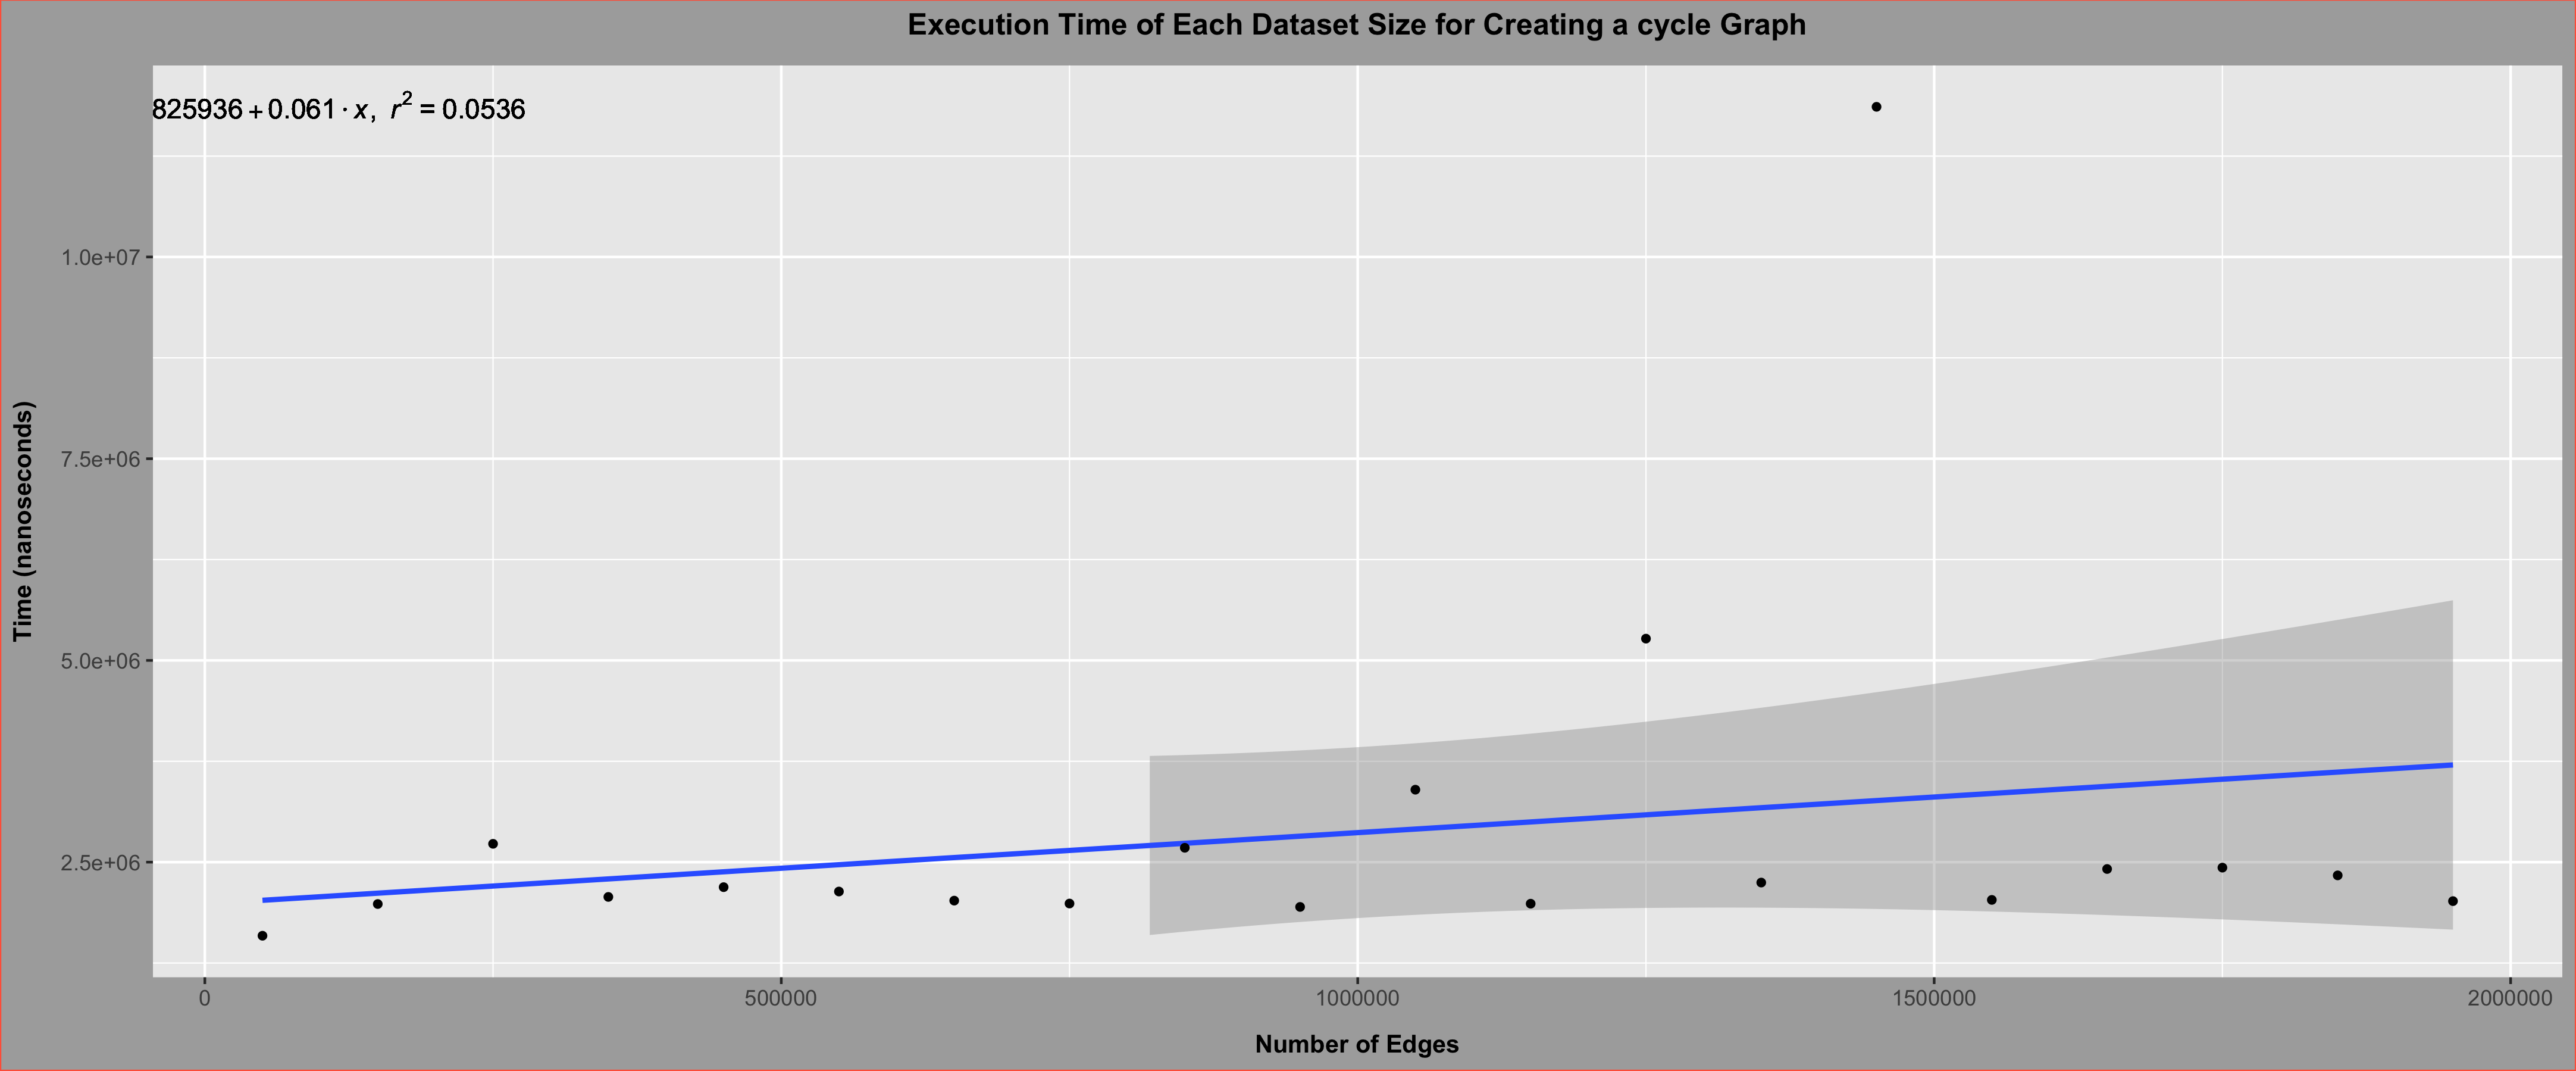 Execution Time of Each Dataset Size for Creating a cycle Graph
825936 + 0.061 · x, r² = 0.0536
1.0e+07
7.5e+06
5.0e+06
2.5e+06
Time (nanoseconds)
0 500000 1000000 1500000 2000000
Number of Edges